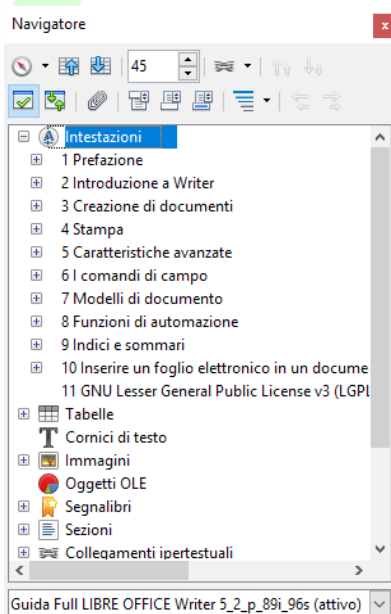 Navigatore
x
45
Intestazioni
1 Prefazione
2 Introduzione a Writer
3 Creazione di documenti
4 Stampa
5 Caratteristiche avanzate
6 I comandi di campo
7 Modelli di documento
8 Funzioni di automazione
9 Indici e sommari
10 Inserire un foglio elettronico in un docume
11 GNU Lesser General Public License v3 (LGPL
Tabelle
Cornici di testo
Immagini
Oggetti OLE
Segnalibri
Sezioni
Collegamenti ipertestuali
Guida Full LIBRE OFFICE Writer 5_2_p_89i_96s (attivo)